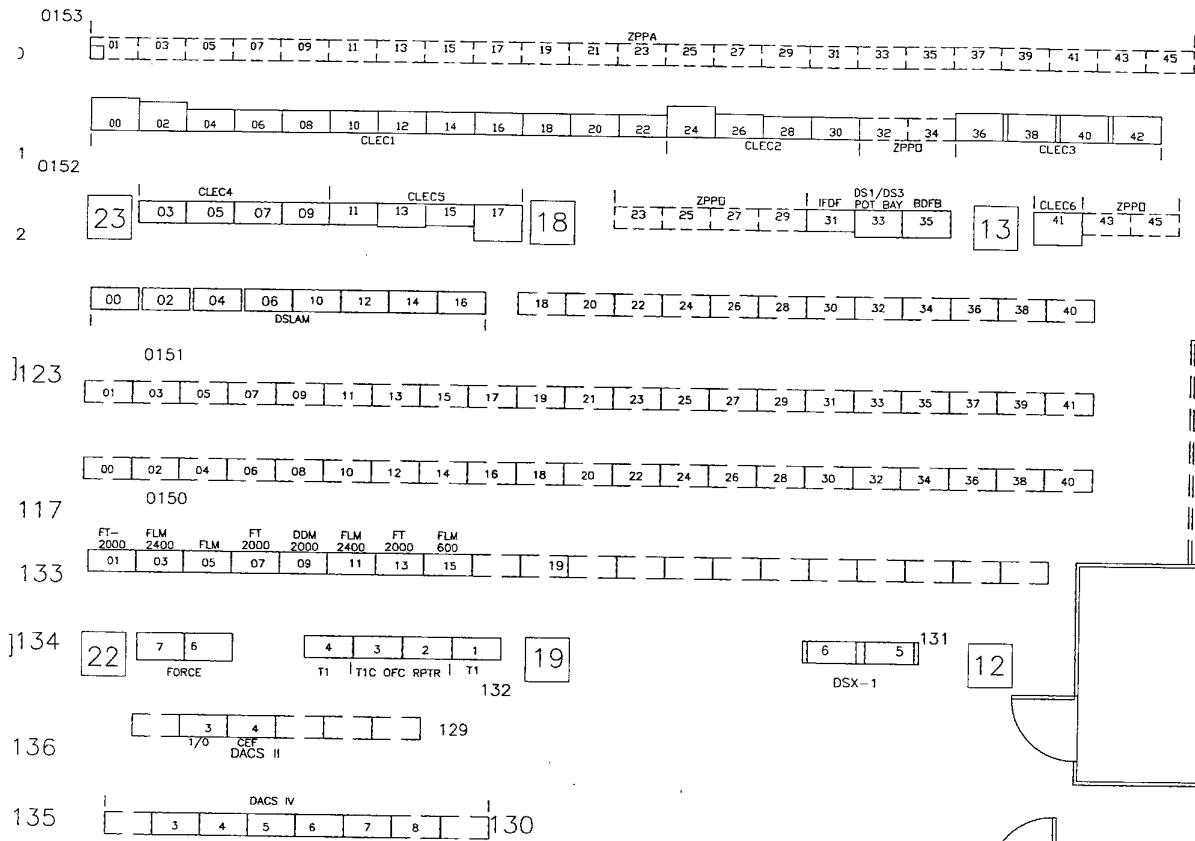 0153
ZPPA
01 03 05 07 09 11 13 15 17 19 21 23 25 27 29 31 33 35 37 39 41 43 45
00 02 04 06 08 10 12 14 16 18 20 22 24 26 28 30 32 34 36 38 40 42
CLEC1 CLEC2 ZPPD CLEC3
1
0152
CLEC4 CLEC5 ZPPD IFDF DS1/DS3 POT BAY BDFB CLEC6 ZPPD
23 03 05 07 09 11 13 15 17 18 23 25 27 29 31 33 35 13 41 43 45
2
00 02 04 06 10 12 14 16 18 20 22 24 26 28 30 32 34 36 38 40
DSLAM
0151
]123
01 03 05 07 09 11 13 15 17 19 21 23 25 27 29 31 33 35 37 39 41
00 02 04 06 08 10 12 14 16 18 20 22 24 26 28 30 32 34 36 38 40
0150
117
FT- FLM FT DDM FLM FT FLM
2000 2400 FLM 2000 2000 2400 2000 600
01 03 05 07 09 11 13 15 19
133
]134 22 7 6 4 3 2 1 19 6 5 131 12
FORCE T1 T1C OFC RPTR T1 DSX-1
132
3 4 129
1/0 CEF
DACS II
136
DACS IV
135 3 4 5 6 7 8 130